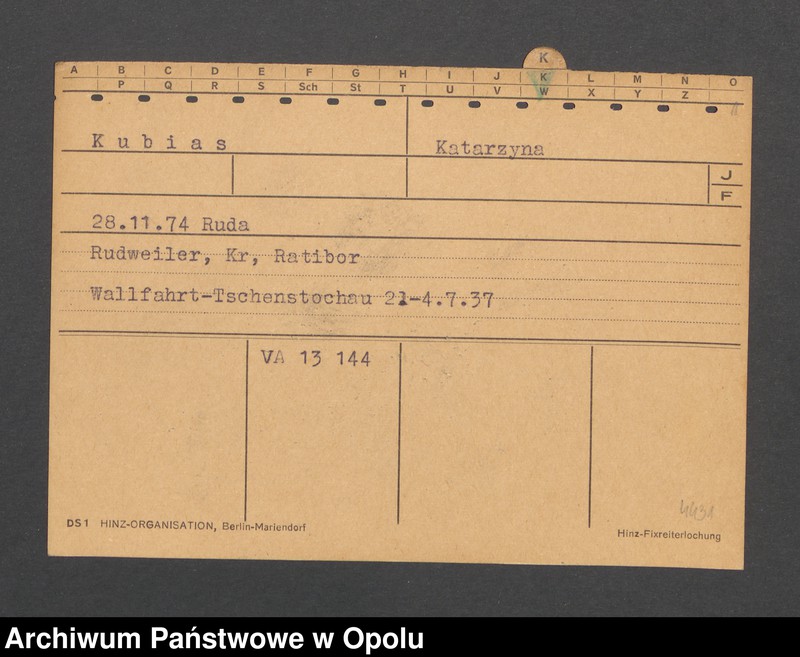 K
A B C D E F G H I J K L M N O
P Q R S Sch St T U V W X Y Z
Kubias Katarzyna
J
F
28.11.74 Ruda
Rudweiler, Kr, Ratibor
Wallfahrt-Tschenstochau 21-4.7.37
VA 13 144
4431
DS1 HINZ-ORGANISATION, Berlin-Mariendorf
Hinz-Fixreiterlochung
Archiwum Państwowe w Opolu